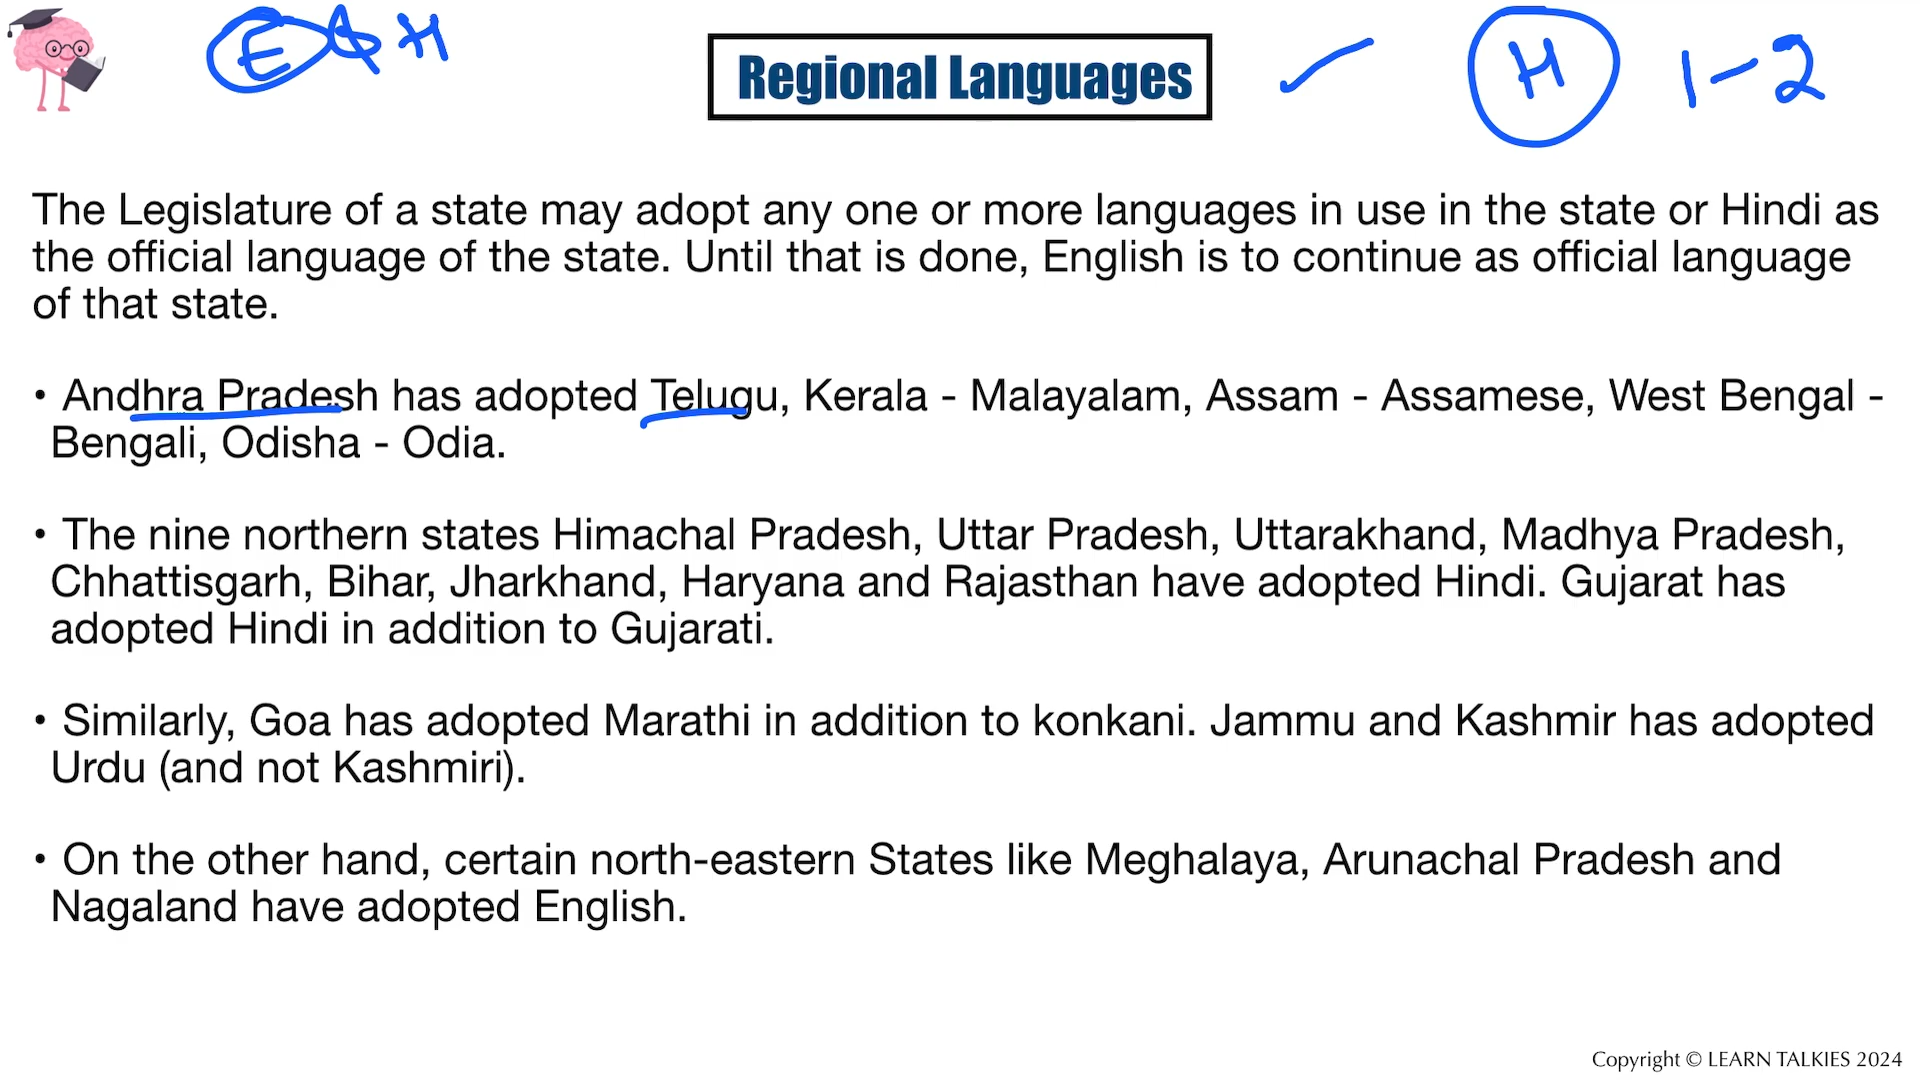 E & H
Regional Languages
H 1-2
The Legislature of a state may adopt any one or more languages in use in the state or Hindi as
the official language of the state. Until that is done, English is to continue as official language
of that state.
• Andhra Pradesh has adopted Telugu, Kerala - Malayalam, Assam - Assamese, West Bengal -
Bengali, Odisha - Odia.
• The nine northern states Himachal Pradesh, Uttar Pradesh, Uttarakhand, Madhya Pradesh,
Chhattisgarh, Bihar, Jharkhand, Haryana and Rajasthan have adopted Hindi. Gujarat has
adopted Hindi in addition to Gujarati.
• Similarly, Goa has adopted Marathi in addition to konkani. Jammu and Kashmir has adopted
Urdu (and not Kashmiri).
• On the other hand, certain north-eastern States like Meghalaya, Arunachal Pradesh and
Nagaland have adopted English.
Copyright © LEARN TALKIES 2024